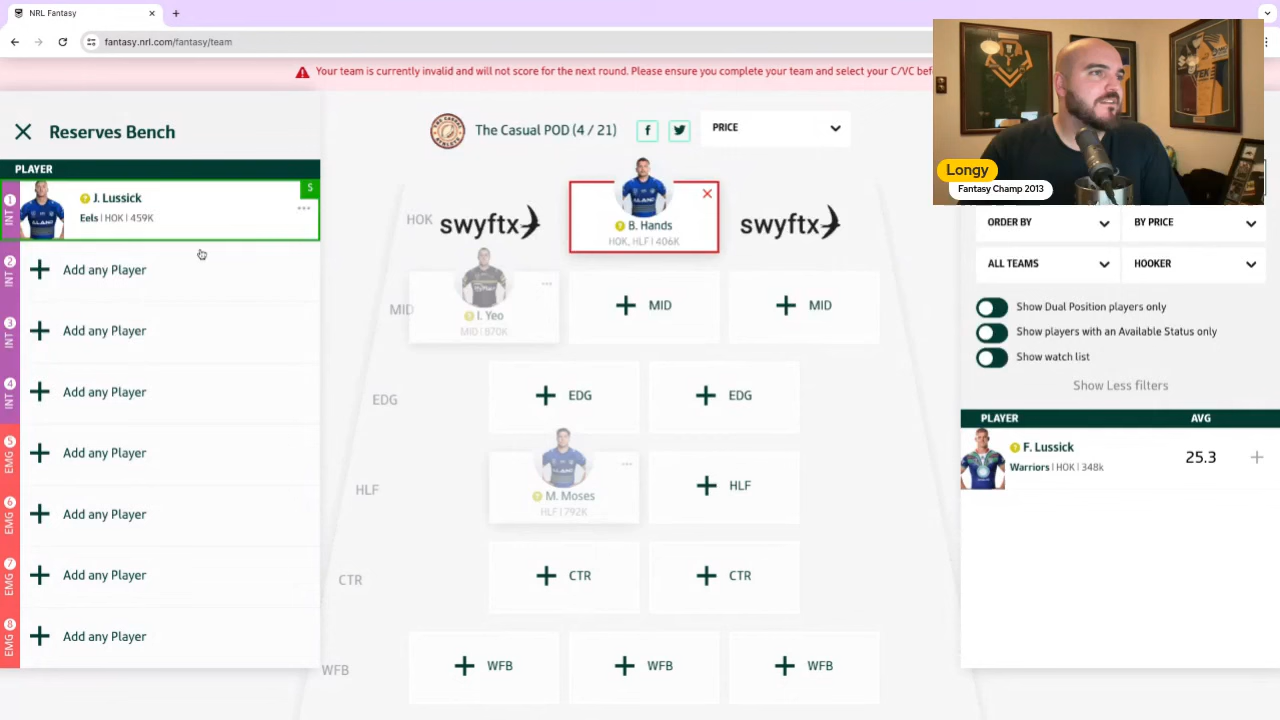 NRL Fantasy
fantasy.nrl.com/fantasy/team
Your team is currently invalid and will not score for the next round. Please ensure you complete your team and select your C/VC bef
Reserves Bench
PLAYER
INT 1
J. Lussick
Eels | HOK | 459K
S
INT 2
Add any Player
INT 3
Add any Player
INT 4
Add any Player
EMG 5
Add any Player
EMG 6
Add any Player
EMG 7
Add any Player
EMG 8
Add any Player
The Casual POD (4 / 21)
PRICE
HOK
swyftx
B. Hands
HOK, HLF | 406K
swyftx
MID
I. Yeo
MID | 870K
MID
MID
EDG
EDG
EDG
HLF
M. Moses
HLF | 792K
HLF
CTR
CTR
CTR
WFB
WFB
WFB
WFB
Longy
Fantasy Champ 2013
ORDER BY
BY PRICE
ALL TEAMS
HOOKER
Show Dual Position players only
Show players with an Available Status only
Show watch list
Show Less filters
PLAYER
AVG
F. Lussick
Warriors | HOK | 348k
25.3